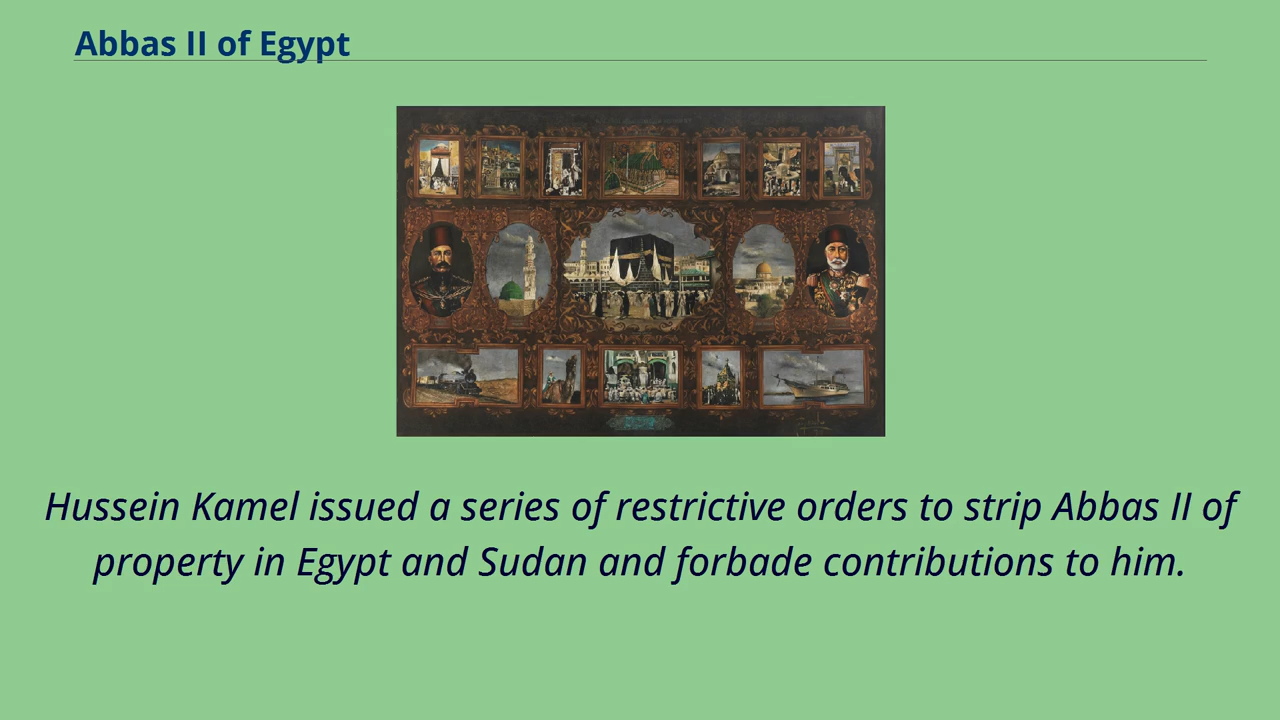 Abbas II of Egypt
Hussein Kamel issued a series of restrictive orders to strip Abbas II of
property in Egypt and Sudan and forbade contributions to him.